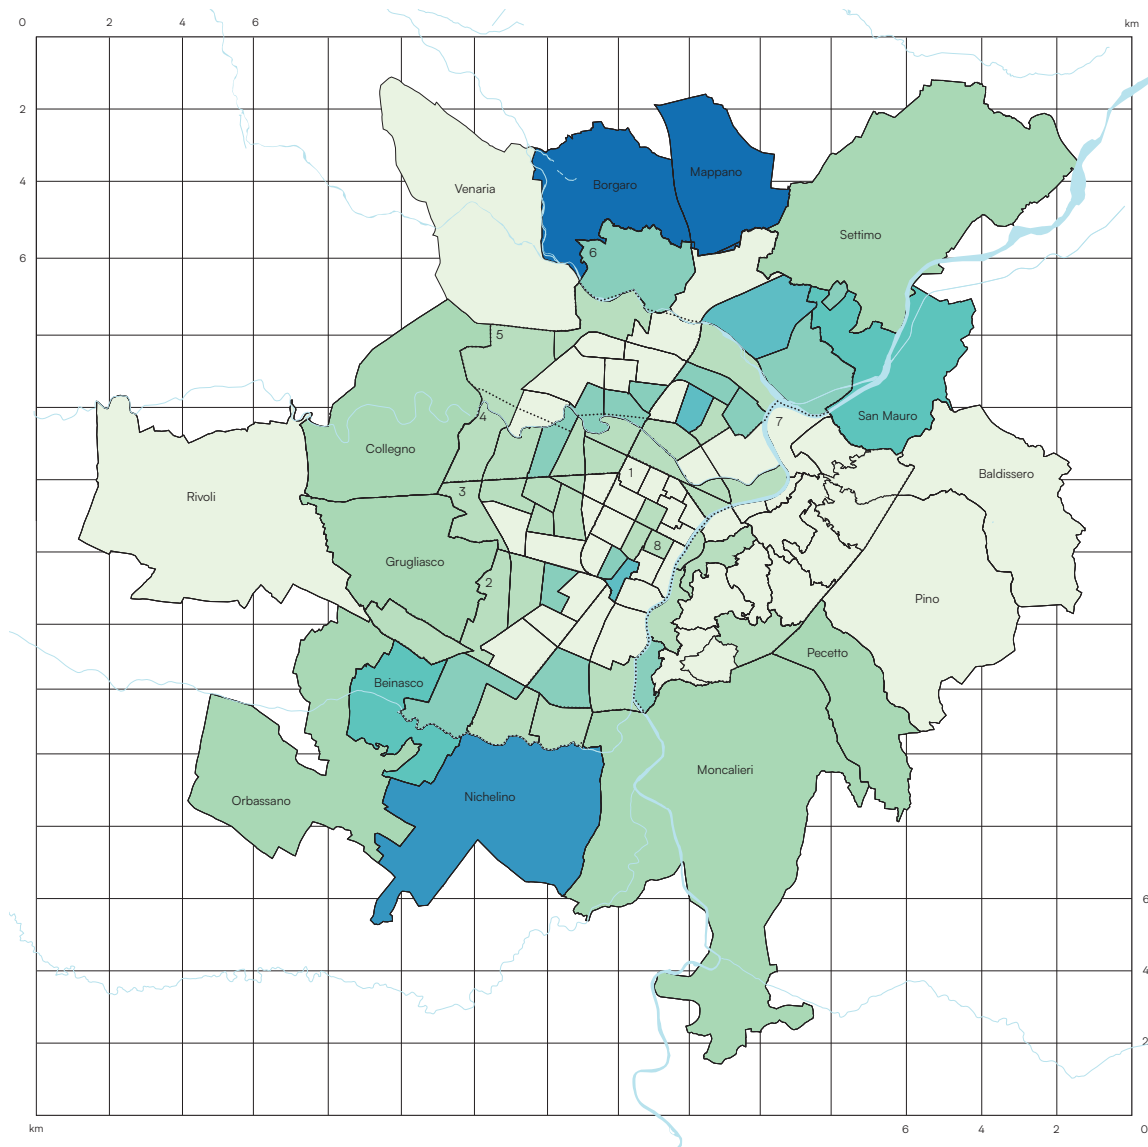 0 2 4 6 km
2
Mappano
4 Venaria Borgaro
Settimo
6 6
5
4 San Mauro 7
Collegno
1 Baldissero
Rivoli 3
8
Grugliasco
2
Pino
Pecetto
Beinasco
Moncalieri
Nichelino
Orbassano
6
4
2
km 6 4 2 0